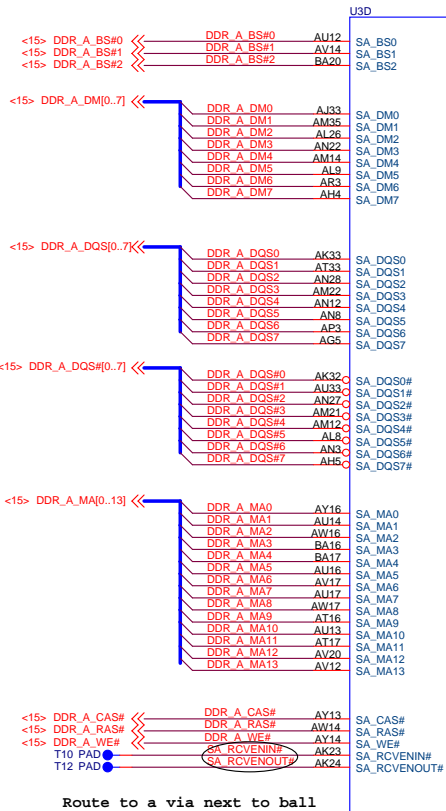 U3D
<15> DDR_A_BS#0 DDR_A_BS#0 AU12 SA_BS0
<15> DDR_A_BS#1 DDR_A_BS#1 AV14 SA_BS1
<15> DDR_A_BS#2 DDR_A_BS#2 BA20 SA_BS2
<15> DDR_A_DM[0..7]
DDR_A_DM0 AJ33 SA_DM0
DDR_A_DM1 AM35 SA_DM1
DDR_A_DM2 AL26 SA_DM2
DDR_A_DM3 AN22 SA_DM3
DDR_A_DM4 AM14 SA_DM4
DDR_A_DM5 AL9 SA_DM5
DDR_A_DM6 AR3 SA_DM6
DDR_A_DM7 AH4 SA_DM7
<15> DDR_A_DQS[0..7]
DDR_A_DQS0 AK33 SA_DQS0
DDR_A_DQS1 AT33 SA_DQS1
DDR_A_DQS2 AN28 SA_DQS2
DDR_A_DQS3 AM22 SA_DQS3
DDR_A_DQS4 AN12 SA_DQS4
DDR_A_DQS5 AN8 SA_DQS5
DDR_A_DQS6 AP3 SA_DQS6
DDR_A_DQS7 AG5 SA_DQS7
<15> DDR_A_DQS#[0..7]
DDR_A_DQS#0 AK32 SA_DQS0#
DDR_A_DQS#1 AU33 SA_DQS1#
DDR_A_DQS#2 AN27 SA_DQS2#
DDR_A_DQS#3 AM21 SA_DQS3#
DDR_A_DQS#4 AM12 SA_DQS4#
DDR_A_DQS#5 AL8 SA_DQS5#
DDR_A_DQS#6 AN3 SA_DQS6#
DDR_A_DQS#7 AH5 SA_DQS7#
<15> DDR_A_MA[0..13]
DDR_A_MA0 AY16 SA_MA0
DDR_A_MA1 AU14 SA_MA1
DDR_A_MA2 AW16 SA_MA2
DDR_A_MA3 BA16 SA_MA3
DDR_A_MA4 BA17 SA_MA4
DDR_A_MA5 AU16 SA_MA5
DDR_A_MA6 AV17 SA_MA6
DDR_A_MA7 AU17 SA_MA7
DDR_A_MA8 AW17 SA_MA8
DDR_A_MA9 AT16 SA_MA9
DDR_A_MA10 AU13 SA_MA10
DDR_A_MA11 AT17 SA_MA11
DDR_A_MA12 AV20 SA_MA12
DDR_A_MA13 AV12 SA_MA13
<15> DDR_A_CAS# DDR_A_CAS# AY13 SA_CAS#
<15> DDR_A_RAS# DDR_A_RAS# AW14 SA_RAS#
<15> DDR_A_WE# DDR_A_WE# AY14 SA_WE#
T10 PAD SA_RCVENIN# AK23 SA_RCVENIN#
T12 PAD SA_RCVENOUT# AK24 SA_RCVENOUT#
Route to a via next to ball